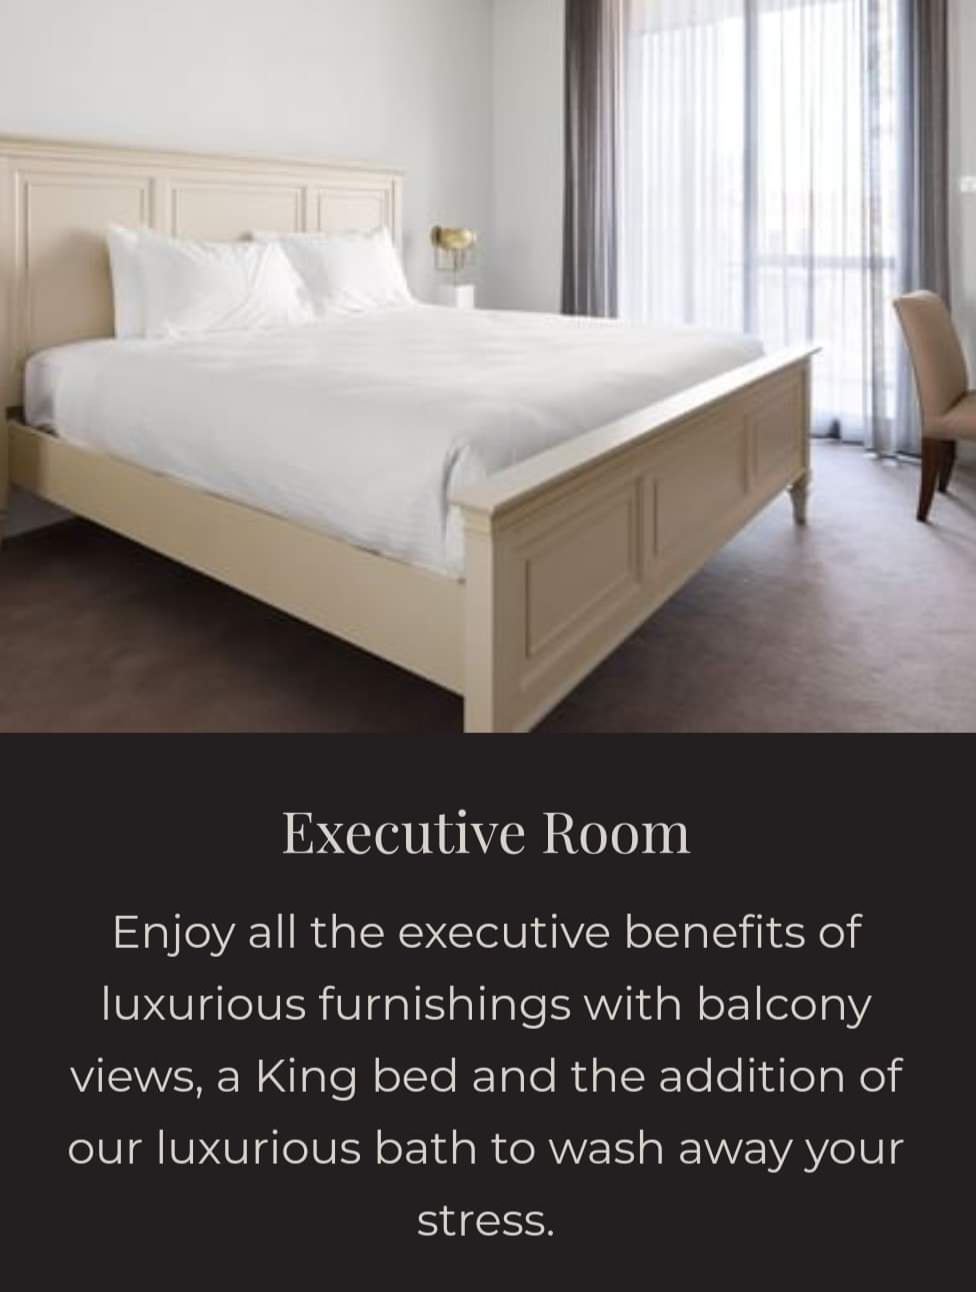 Executive Room
Enjoy all the executive benefits of
luxurious furnishings with balcony
views, a King bed and the addition of
our luxurious bath to wash away your
stress.